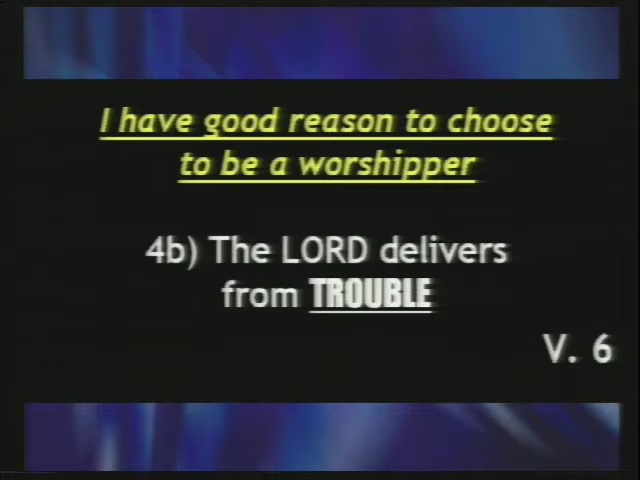 I have good reason to choose
to be a worshipper
4b) The LORD delivers
from TROUBLE
V. 6